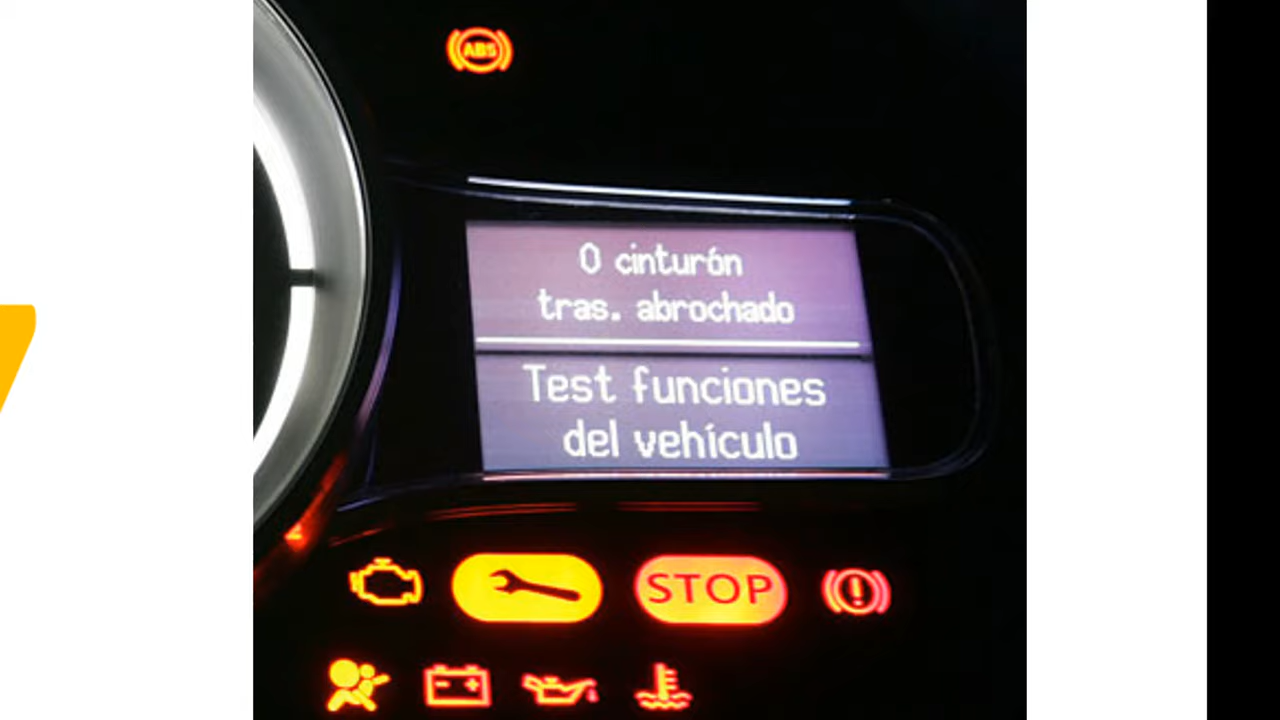 ABS
0 cinturón
tras. abrochado
Test funciones
del vehículo
STOP